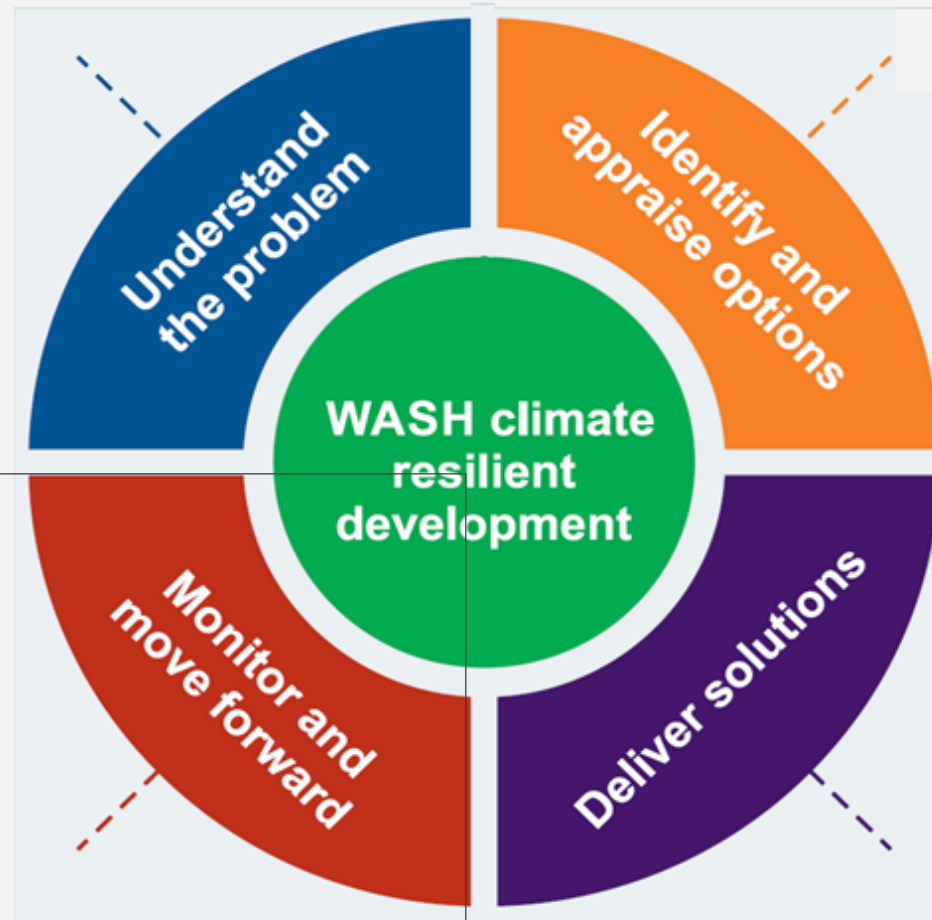 Understand
the problem
Identify and
appraise options
WASH climate
resilient
development
Monitor and
move forward
Deliver solutions